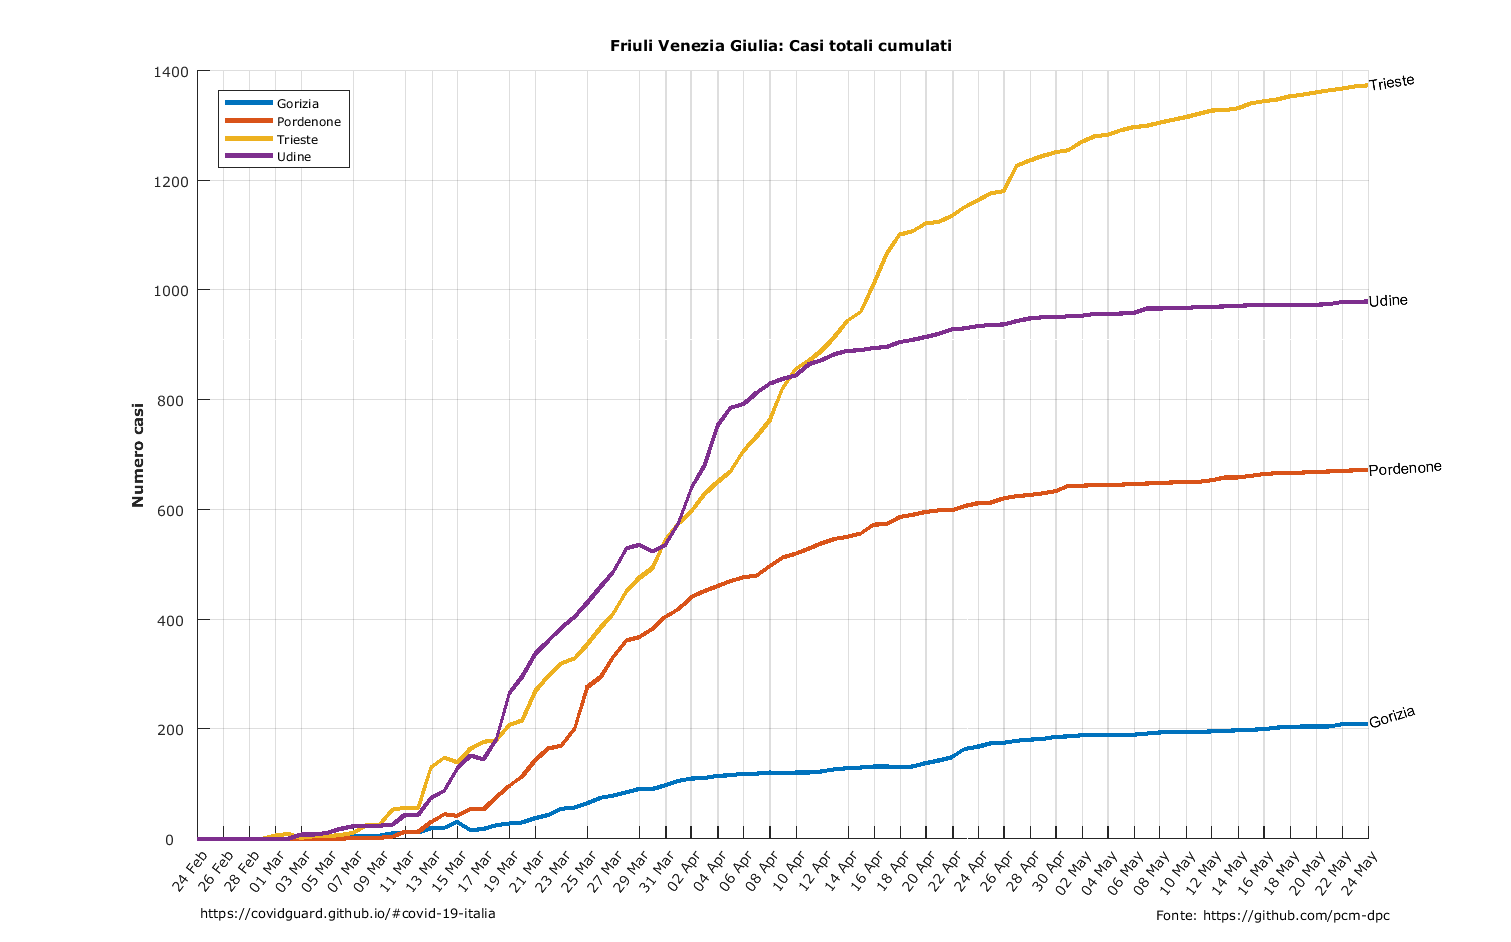 Friuli Venezia Giulia: Casi totali cumulati
Numero casi
1400
1200
1000
800
600
400
200
0
Gorizia
Pordenone
Trieste
Udine
Trieste
Udine
Pordenone
Gorizia
24 Feb
26 Feb
28 Feb
01 Mar
03 Mar
05 Mar
07 Mar
09 Mar
11 Mar
13 Mar
15 Mar
17 Mar
19 Mar
21 Mar
23 Mar
25 Mar
27 Mar
29 Mar
31 Mar
02 Apr
04 Apr
06 Apr
08 Apr
10 Apr
12 Apr
14 Apr
16 Apr
18 Apr
20 Apr
22 Apr
24 Apr
26 Apr
28 Apr
30 Apr
02 May
04 May
06 May
08 May
10 May
12 May
14 May
16 May
18 May
20 May
22 May
24 May
https://covidguard.github.io/#covid-19-italia
Fonte: https://github.com/pcm-dpc